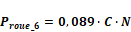 P_roue_6 = 0,089 · C · N